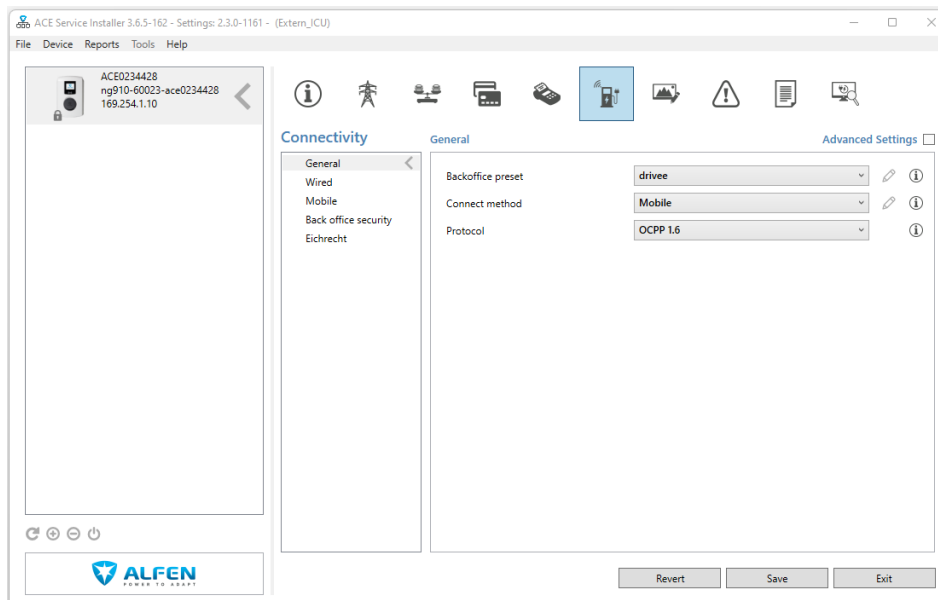 ACE Service Installer 3.6.5-162 - Settings: 2.3.0-1161 - (Extern_ICU)
File Device Reports Tools Help
ACE0234428
ng910-60023-ace0234428
169.254.1.10
Connectivity
General
Wired
Mobile
Back office security
Eichrecht
General
Advanced Settings
Backoffice preset
drivee
Connect method
Mobile
Protocol
OCPP 1.6
ALFEN
POWER TO ADAPT
Revert
Save
Exit